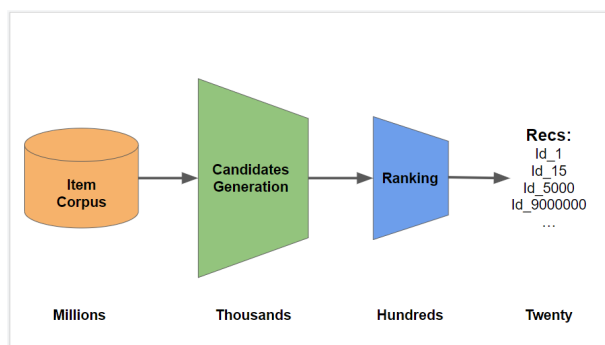 Item
Corpus
Candidates
Generation
Ranking
Recs:
Id_1
Id_15
Id_5000
Id_9000000
...
Millions
Thousands
Hundreds
Twenty